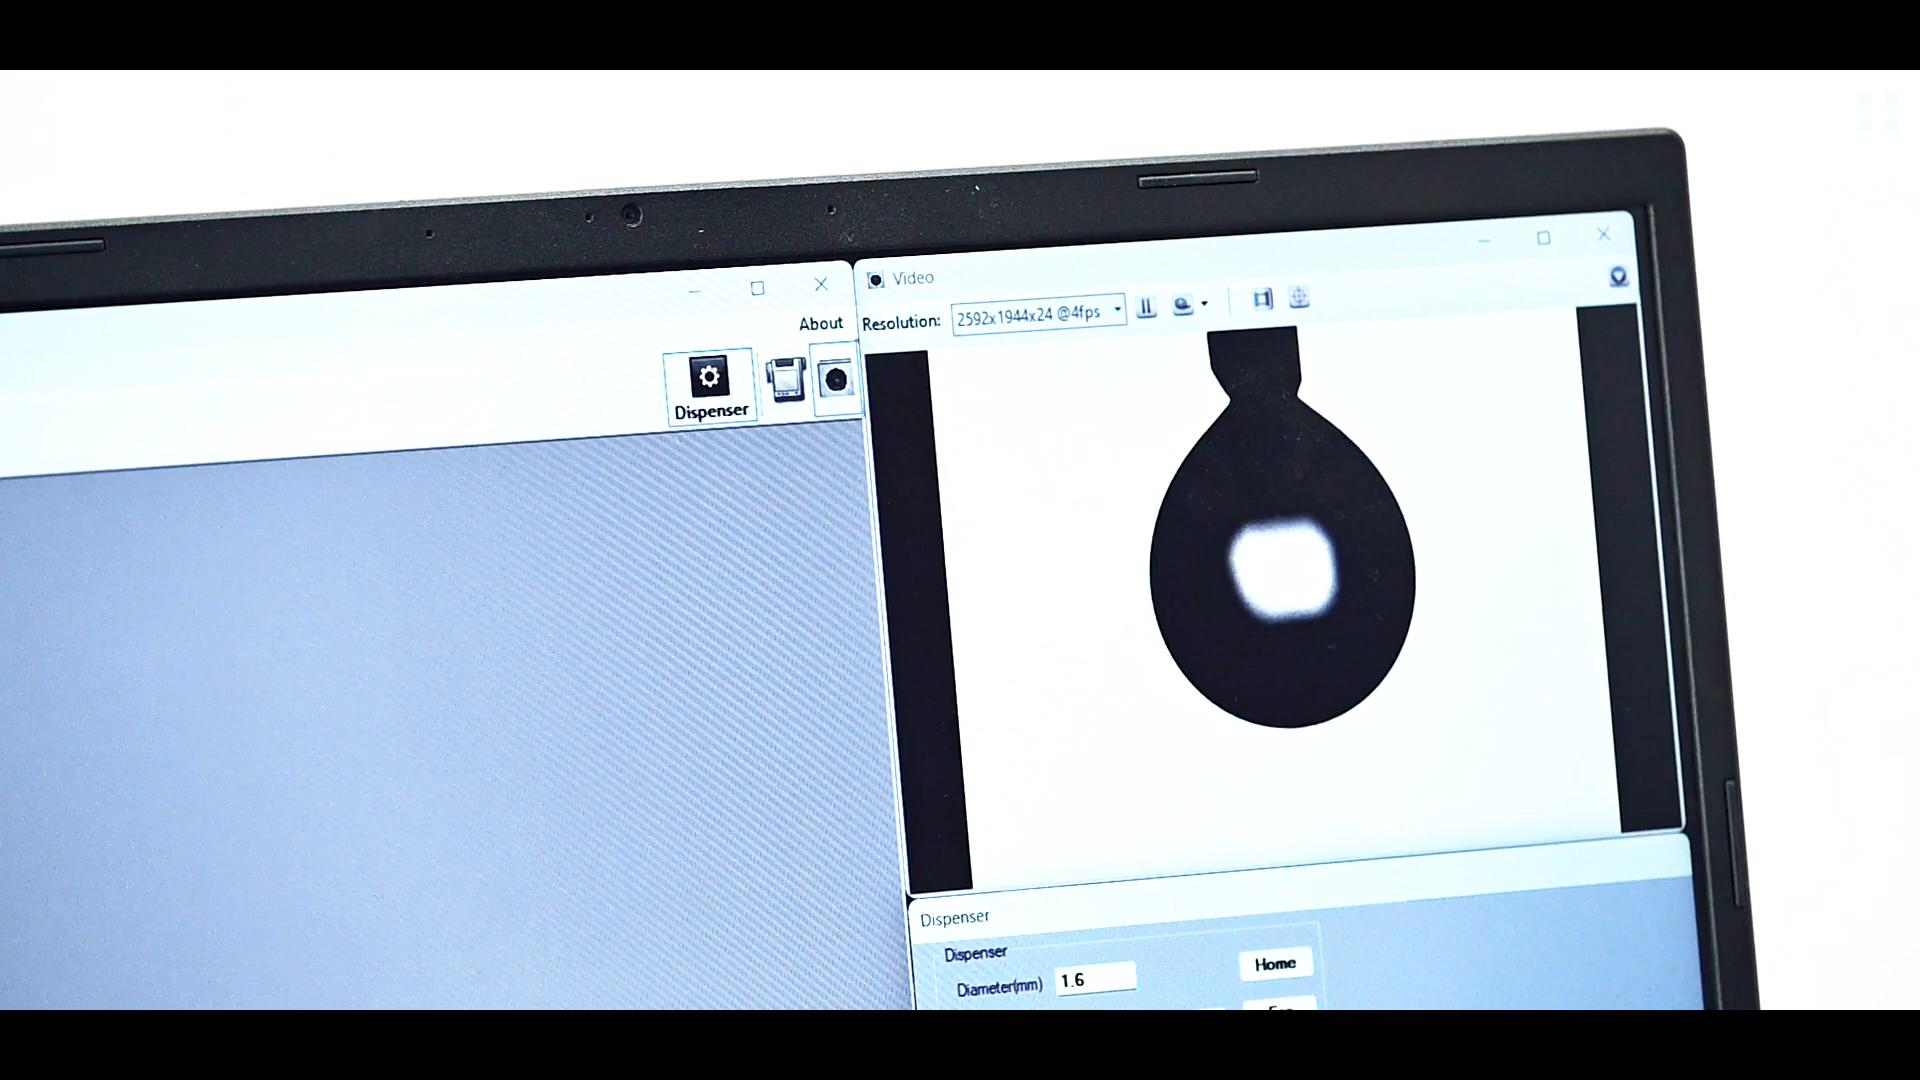 About
Dispenser
Video
Resolution: 2592x1944x24 @4fps
Dispenser
Dispenser
Diameter(mm) 1.6
Home